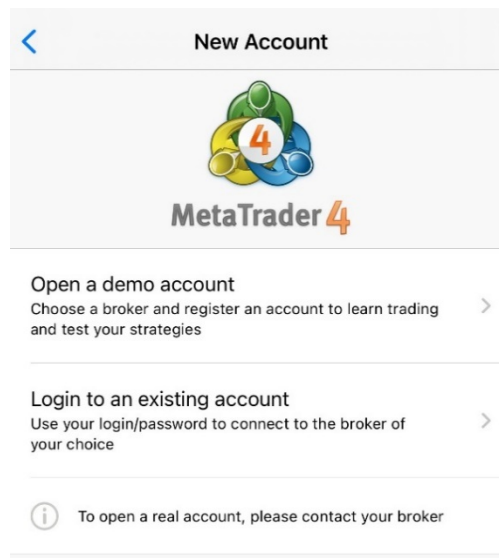 New Account
4
MetaTrader 4
Open a demo account
Choose a broker and register an account to learn trading
and test your strategies
Login to an existing account
Use your login/password to connect to the broker of
your choice
i To open a real account, please contact your broker